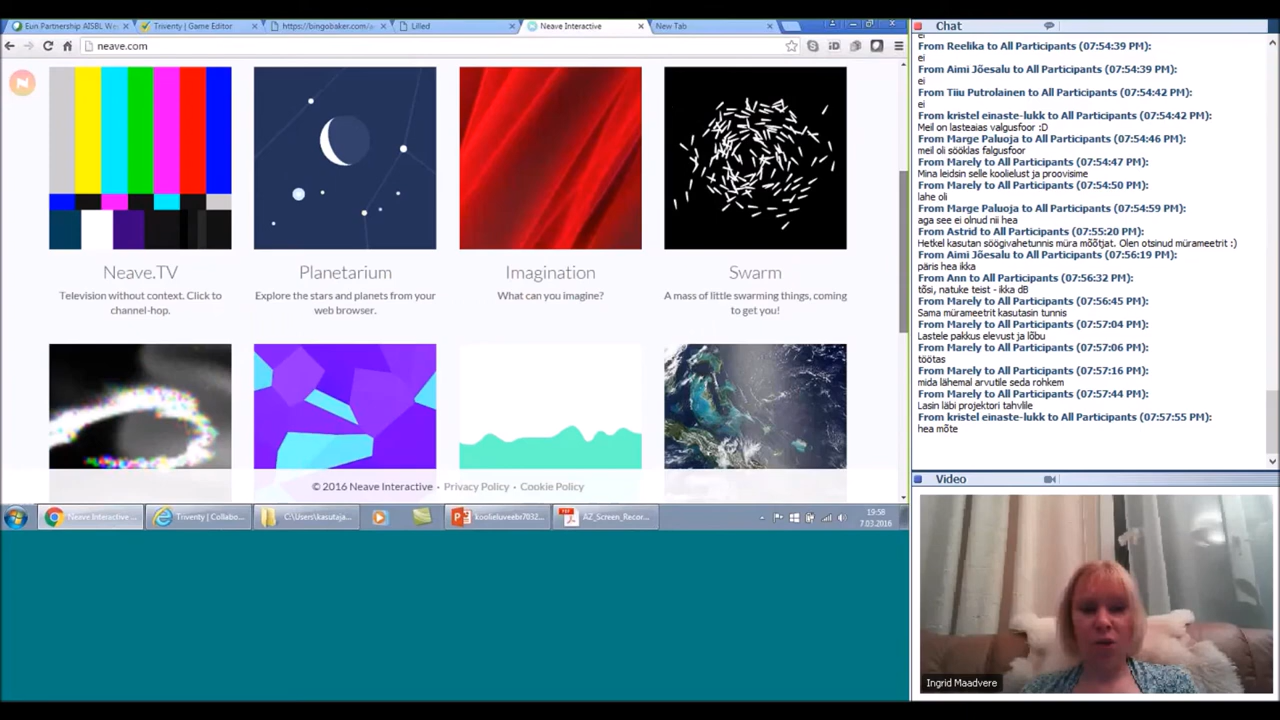 Eun Partnership AISBL We
Triventy | Game Editor
https://bingobaker.com/
Lilled
Neave Interactive
New Tab
neave.com
Neave.TV
Television without context. Click to
channel-hop.
Planetarium
Explore the stars and planets from your
web browser.
Imagination
What can you imagine?
Swarm
A mass of little swarming things, coming
to get you!
© 2016 Neave Interactive · Privacy Policy · Cookie Policy
Neave Interactive ...
Triventy | Collabo...
C:\Users\kasutaja...
AZ_Screen_Recor...
19:58
7.03.2016
Chat
ei
From Reelika to All Participants (07:54:39 PM):
ei
From Aimi Jõesalu to All Participants (07:54:39 PM):
ei
From Tiiu Putrolainen to All Participants (07:54:42 PM):
ei
From kristel einaste-lukk to All Participants (07:54:42 PM):
Meil on lasteaias valgusfoor :D
From Marge Paluoja to All Participants (07:54:46 PM):
meil oli sööklas falgusfoor
From Marely to All Participants (07:54:47 PM):
Mina leidsin selle koolielust ja proovisime
From Marely to All Participants (07:54:50 PM):
lahe oli
From Marge Paluoja to All Participants (07:54:59 PM):
aga see ei olnud nii hea
From Astrid to All Participants (07:55:20 PM):
Hetkel kasutan söögivahetunnis müra mõõtjat. Olen otsinud mürameetrit :)
From Aimi Jõesalu to All Participants (07:56:19 PM):
päris hea ikka
From Ann to All Participants (07:56:32 PM):
tõsi, natuke teist - ikka dB
From Marely to All Participants (07:56:45 PM):
Sama mürameetrit kasutasin tunnis
From Marely to All Participants (07:57:04 PM):
Lastele pakkus elevust ja lõbu
From Marely to All Participants (07:57:06 PM):
töötas
From Marely to All Participants (07:57:16 PM):
mida lähemal arvutile seda rohkem
From Marely to All Participants (07:57:44 PM):
Lasin läbi projektori tahvlile
From kristel einaste-lukk to All Participants (07:57:55 PM):
hea mõte
Video
Ingrid Maadvere